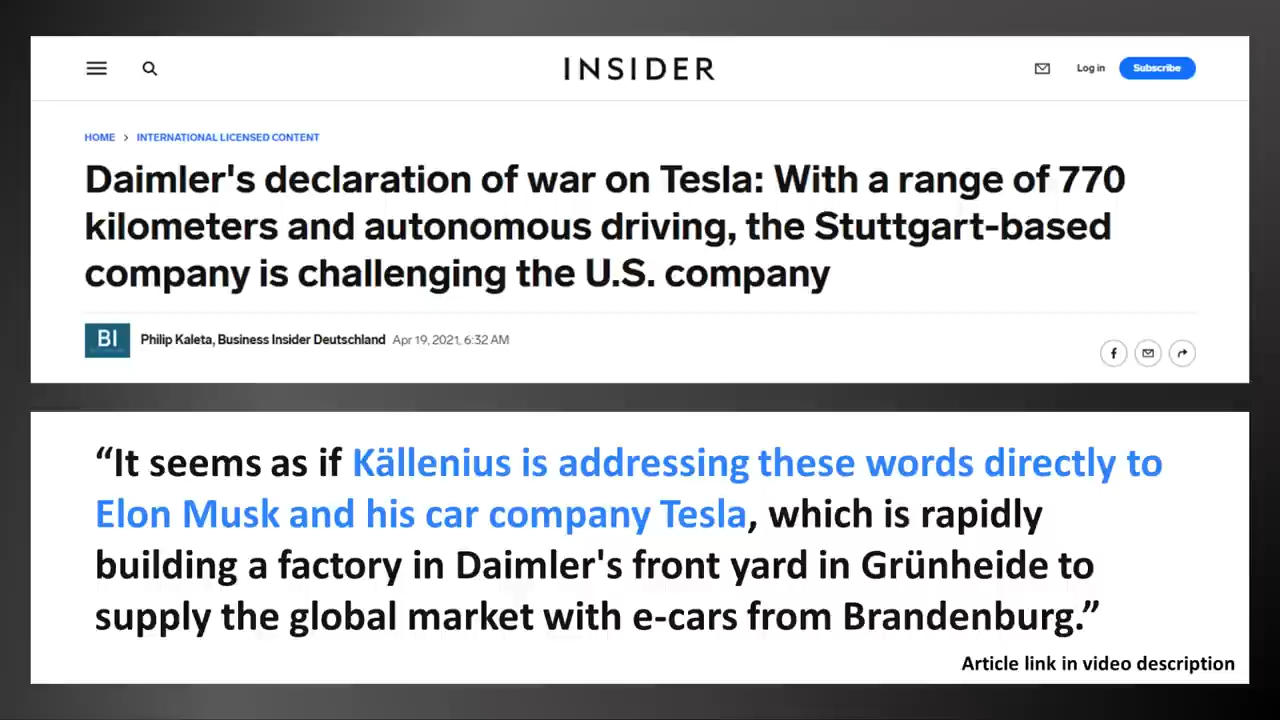 INSIDER
Log in
Subscribe
HOME > INTERNATIONAL LICENSED CONTENT
Daimler's declaration of war on Tesla: With a range of 770
kilometers and autonomous driving, the Stuttgart-based
company is challenging the U.S. company
BI
Philip Kaleta, Business Insider Deutschland Apr 19, 2021, 6:32 AM
“It seems as if Källenius is addressing these words directly to
Elon Musk and his car company Tesla, which is rapidly
building a factory in Daimler's front yard in Grünheide to
supply the global market with e-cars from Brandenburg.”
Article link in video description